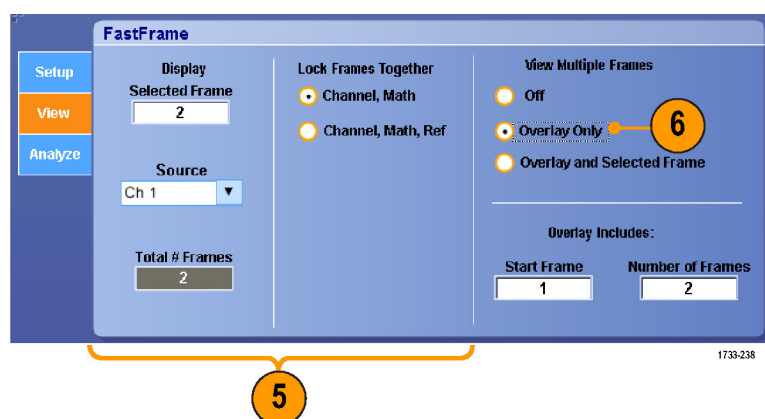 FastFrame
Setup
View
Analyze
Display
Selected Frame
2
Source
Ch 1
Total # Frames
2
Lock Frames Together
Channel, Math
Channel, Math, Ref
View Multiple Frames
Off
Overlay Only
6
Overlay and Selected Frame
Overlay Includes:
Start Frame
1
Number of Frames
2
1733-238
5